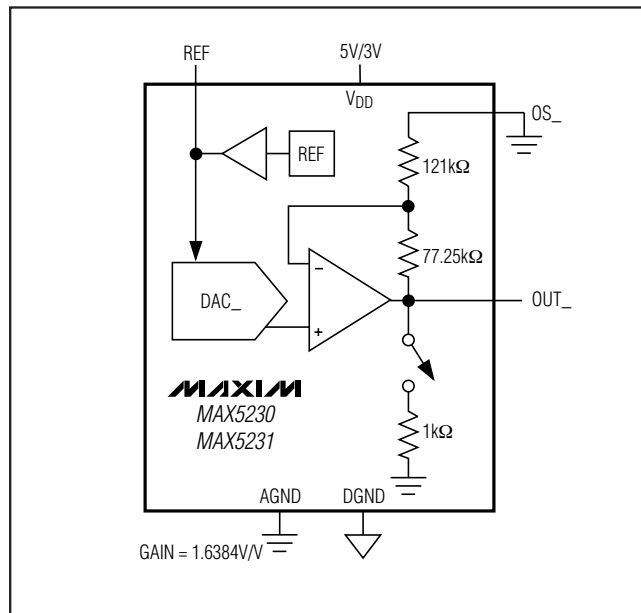 REF
5V/3V
VDD
OS_
REF
121kΩ
77.25kΩ
−
DAC_
+
OUT_
MAXIM
MAX5230
MAX5231
1kΩ
AGND
DGND
GAIN = 1.6384V/V